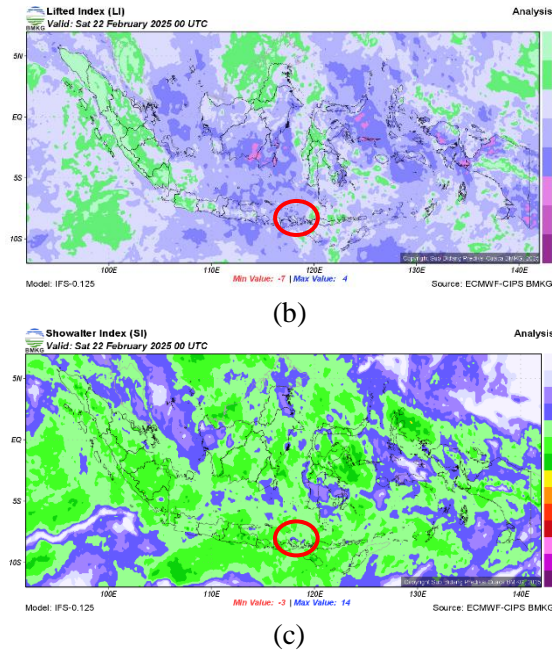 Lifted Index (LI)
Analysis
BMKG
Valid: Sat 22 February 2025 00 UTC
5N
EQ
5S
10S
100E
110E
120E
130E
140E
Model: IFS-0.125
Min Value: -7 | Max Value: 4
Source: ECMWF-CIPS BMKG
(b)
Showalter Index (SI)
Analysis
BMKG
Valid: Sat 22 February 2025 00 UTC
5N
EQ
5S
10S
100E
110E
120E
130E
140E
Model: IFS-0.125
Min Value: -3 | Max Value: 14
Source: ECMWF-CIPS BMKG
(c)